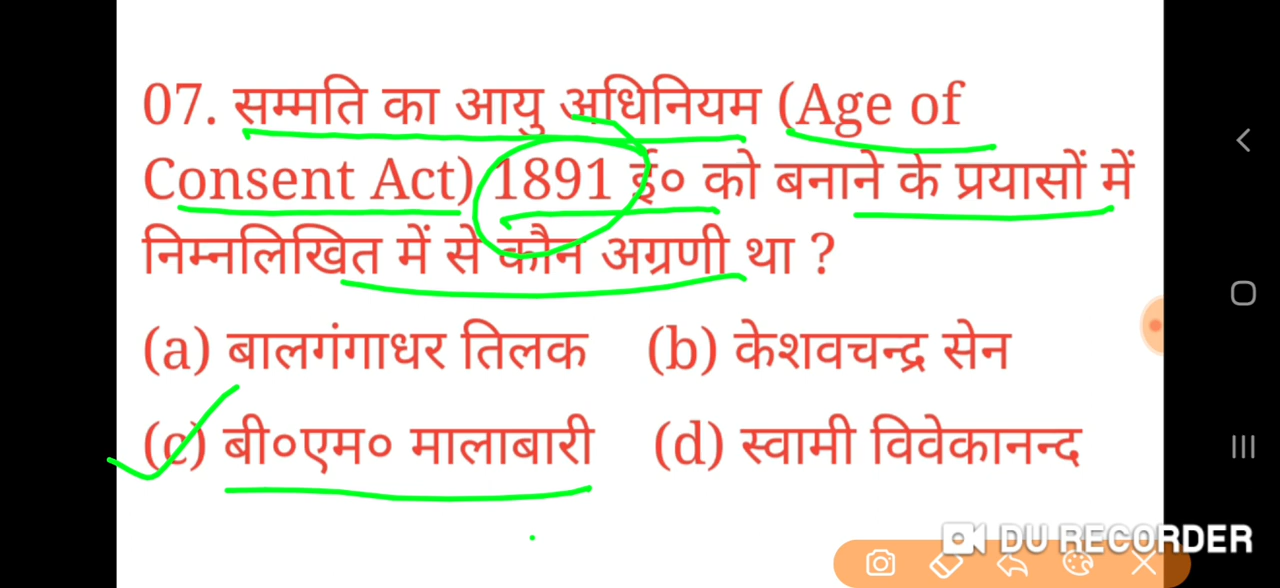 07. सम्मति का आयु अधिनियम (Age of
Consent Act) 1891 ई० को बनाने के प्रयासों में
निम्नलिखित में से कौन अग्रणी था ?
(a) बालगंगाधर तिलक (b) केशवचन्द्र सेन
(c) बी०एम० मालाबारी (d) स्वामी विवेकानन्द
DU RECORDER